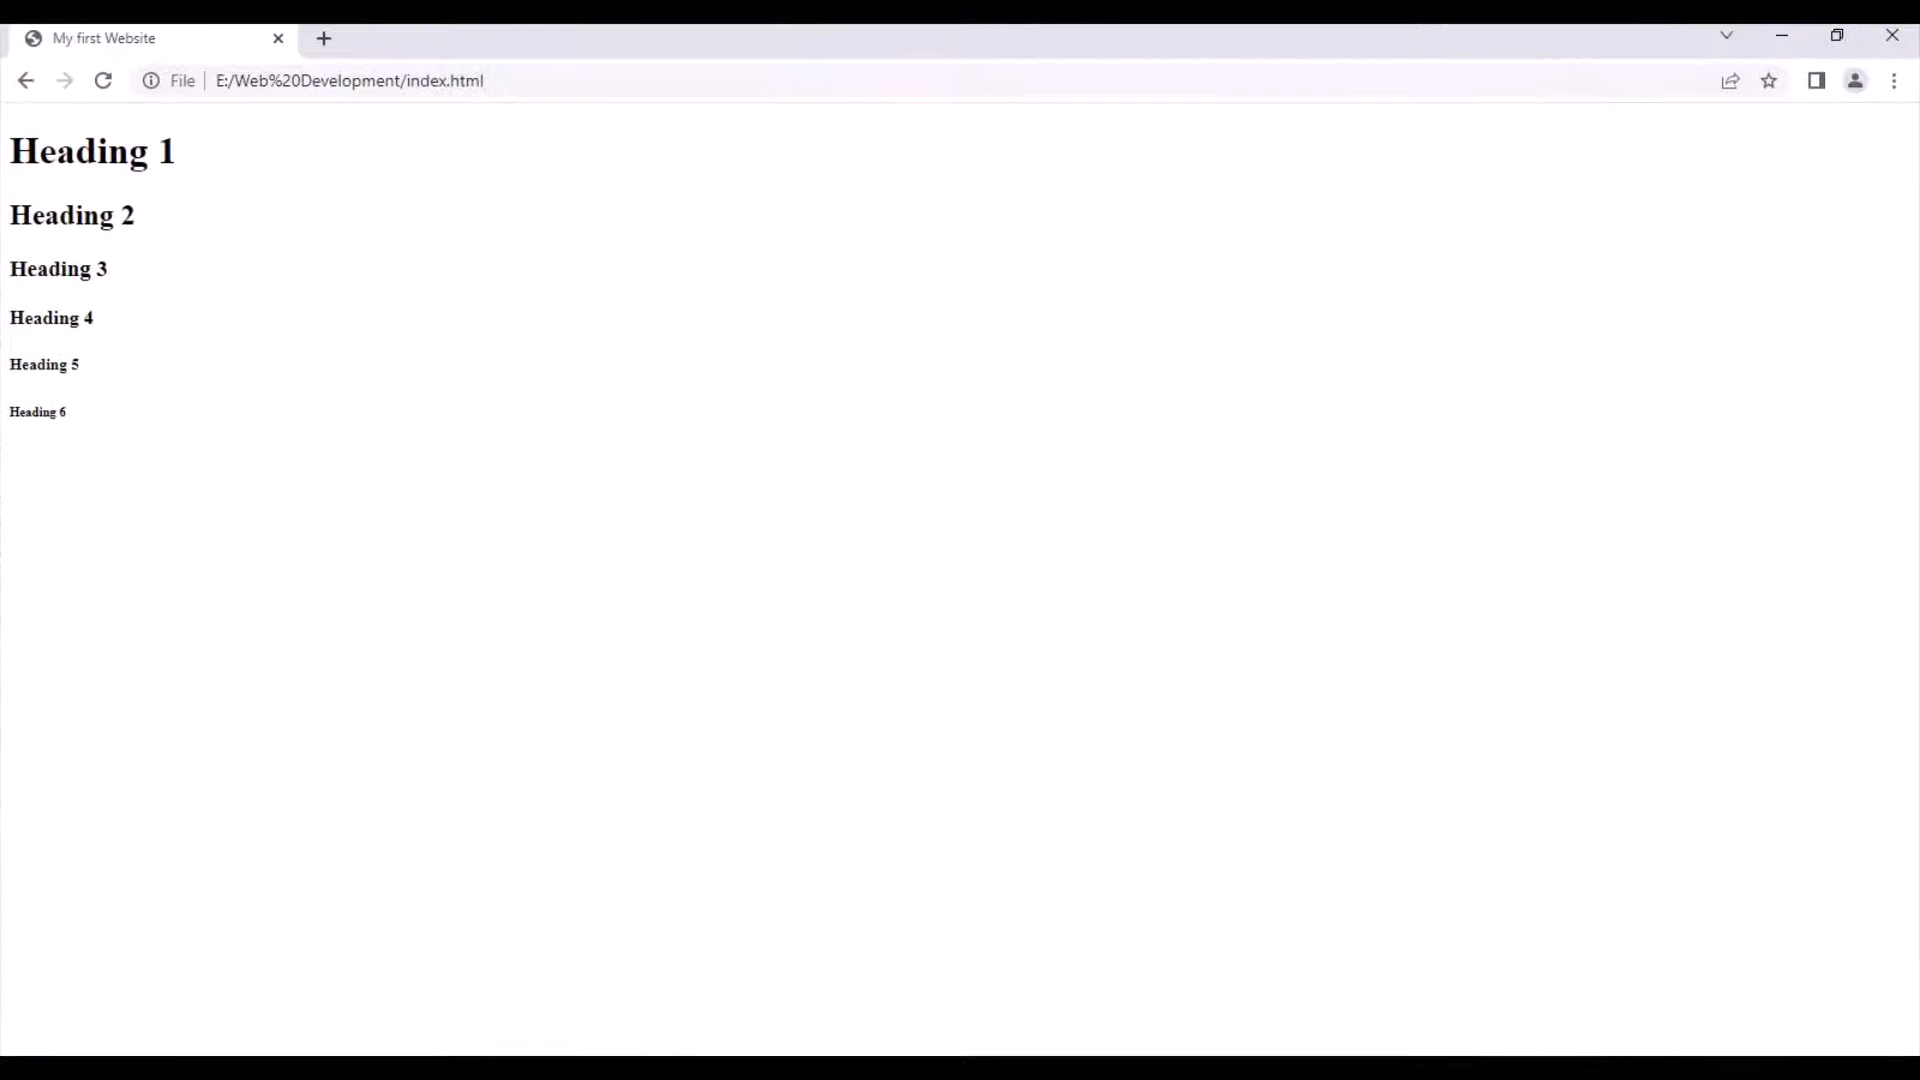 My first Website
File E:/Web%20Development/index.html
Heading 1
Heading 2
Heading 3
Heading 4
Heading 5
Heading 6